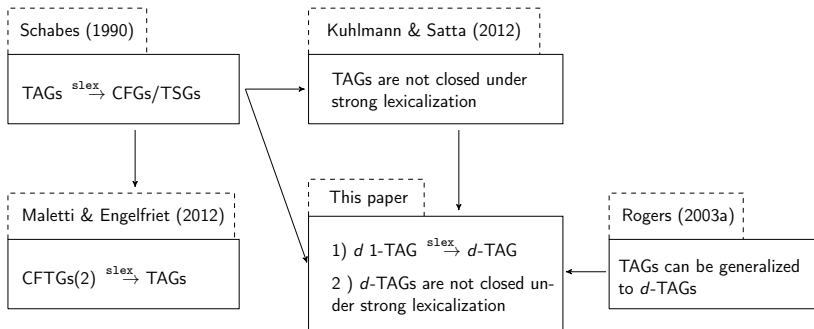 Schabes (1990)
TAGs slex→ CFGs/TSGs
Kuhlmann & Satta (2012)
TAGs are not closed under
strong lexicalization
Maletti & Engelfriet (2012)
CFTGs(2) slex→ TAGs
This paper
1) d 1-TAG slex→ d-TAG
2 ) d-TAGs are not closed un-
der strong lexicalization
Rogers (2003a)
TAGs can be generalized
to d-TAGs